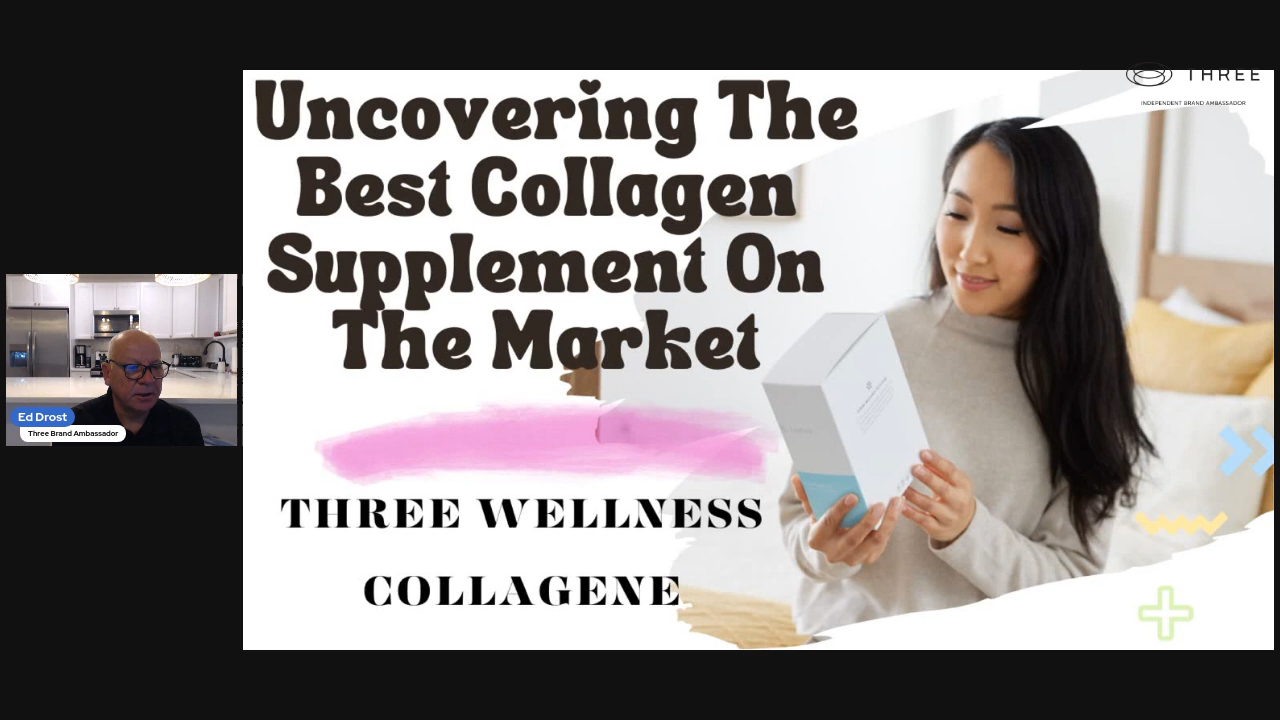 Uncovering The
Best Collagen
Supplement On
The Market
THREE WELLNESS
COLLAGENE
THREE
INDEPENDENT BRAND AMBASSADOR
Ed Drost
Three Brand Ambassador